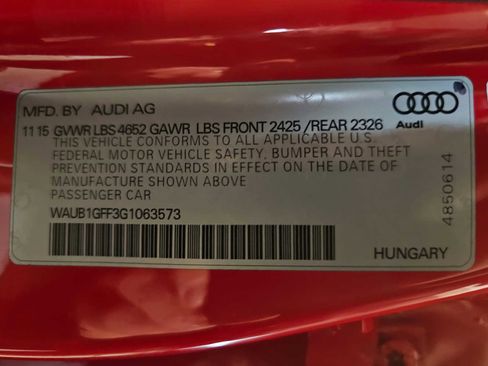 MFD. BY AUDI AG
11 15 GVWR LBS 4652 GAWR LBS FRONT 2425 /REAR 2326
Audi
THIS VEHICLE CONFORMS TO ALL APPLICABLE U.S.
FEDERAL MOTOR VEHICLE SAFETY, BUMPER AND THEFT
PREVENTION STANDARDS IN EFFECT ON THE DATE OF
MANUFACTURE SHOWN ABOVE
PASSENGER CAR
WAUB1GFF3G1063573
4850614
HUNGARY